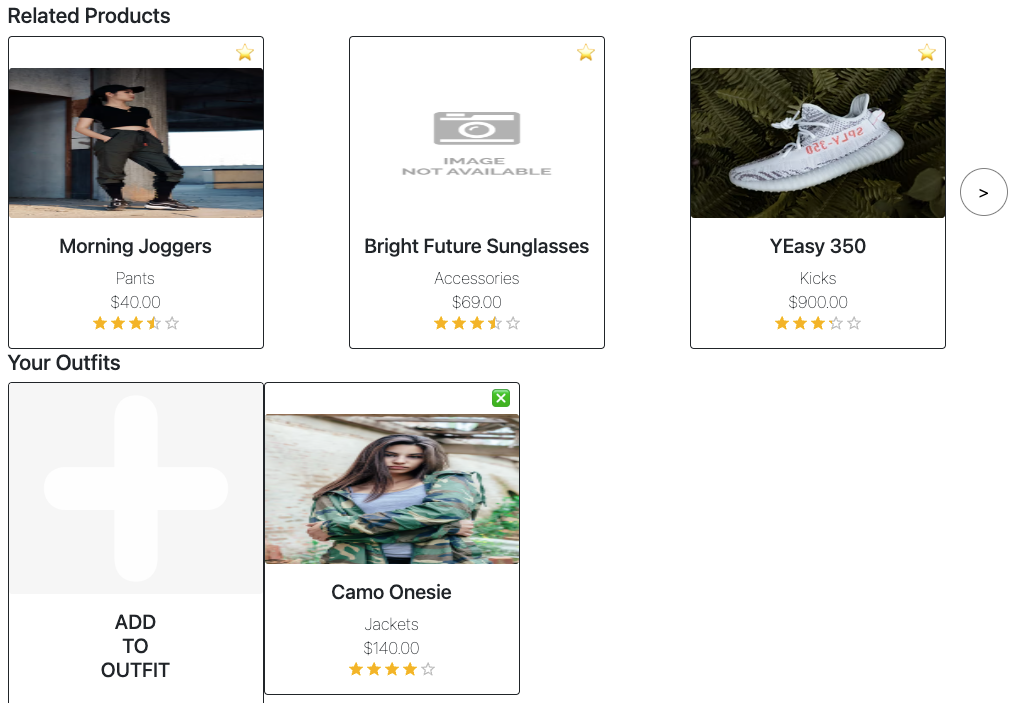 Related Products
IMAGE
NOT AVAILABLE
SPLY-350
Morning Joggers
Pants
$40.00
Bright Future Sunglasses
Accessories
$69.00
YEasy 350
Kicks
$900.00
>
Your Outfits
ADD
TO
OUTFIT
Camo Onesie
Jackets
$140.00